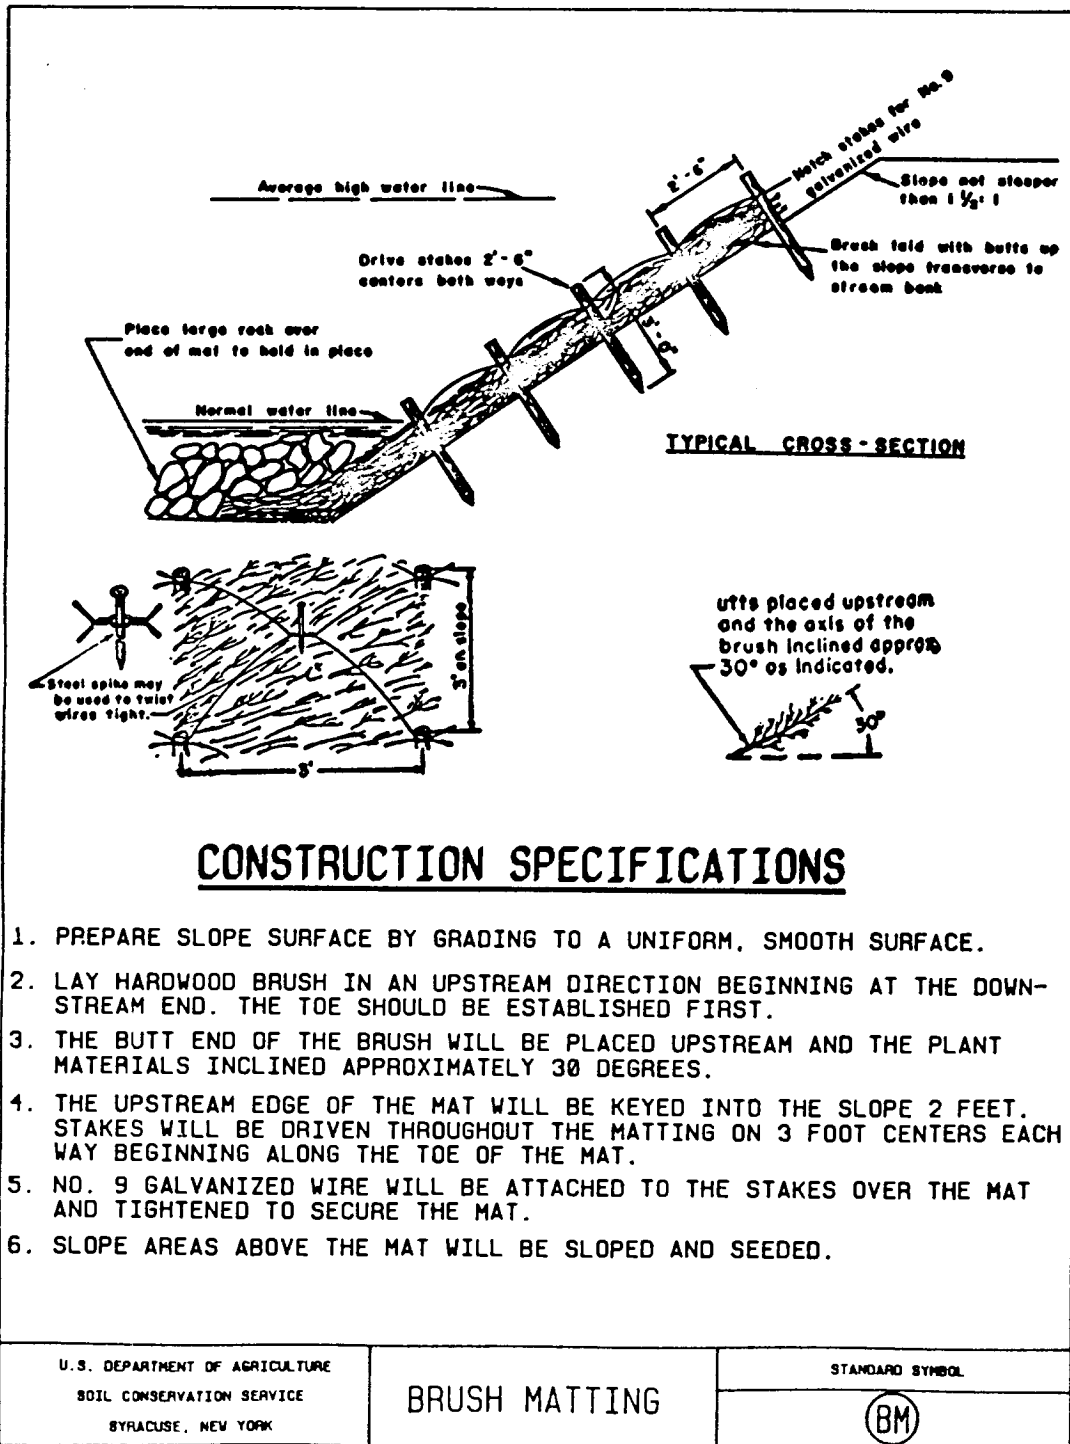 Notch stakes for No. 9
galvanized wire
2'-6"
Average high water line
Slope not steeper
than 1 1/2: 1
Drive stakes 2'-6"
centers both ways
Brush laid with butts up
the slope transverse to
stream bank
3'-0"
Place large rock over
end of mat to hold in place
Normal water line
TYPICAL CROSS-SECTION
3' on slope
Steel spike may
be used to twist
wires tight.
3'
utts placed upstream
and the axis of the
brush inclined approx
30° as indicated.
30°
CONSTRUCTION SPECIFICATIONS
1. PREPARE SLOPE SURFACE BY GRADING TO A UNIFORM, SMOOTH SURFACE.
2. LAY HARDWOOD BRUSH IN AN UPSTREAM DIRECTION BEGINNING AT THE DOWN-
STREAM END. THE TOE SHOULD BE ESTABLISHED FIRST.
3. THE BUTT END OF THE BRUSH WILL BE PLACED UPSTREAM AND THE PLANT
MATERIALS INCLINED APPROXIMATELY 30 DEGREES.
4. THE UPSTREAM EDGE OF THE MAT WILL BE KEYED INTO THE SLOPE 2 FEET.
STAKES WILL BE DRIVEN THROUGHOUT THE MATTING ON 3 FOOT CENTERS EACH
WAY BEGINNING ALONG THE TOE OF THE MAT.
5. NO. 9 GALVANIZED WIRE WILL BE ATTACHED TO THE STAKES OVER THE MAT
AND TIGHTENED TO SECURE THE MAT.
6. SLOPE AREAS ABOVE THE MAT WILL BE SLOPED AND SEEDED.
U.S. DEPARTMENT OF AGRICULTURE
SOIL CONSERVATION SERVICE
SYRACUSE, NEW YORK
BRUSH MATTING
STANDARD SYMBOL
BM